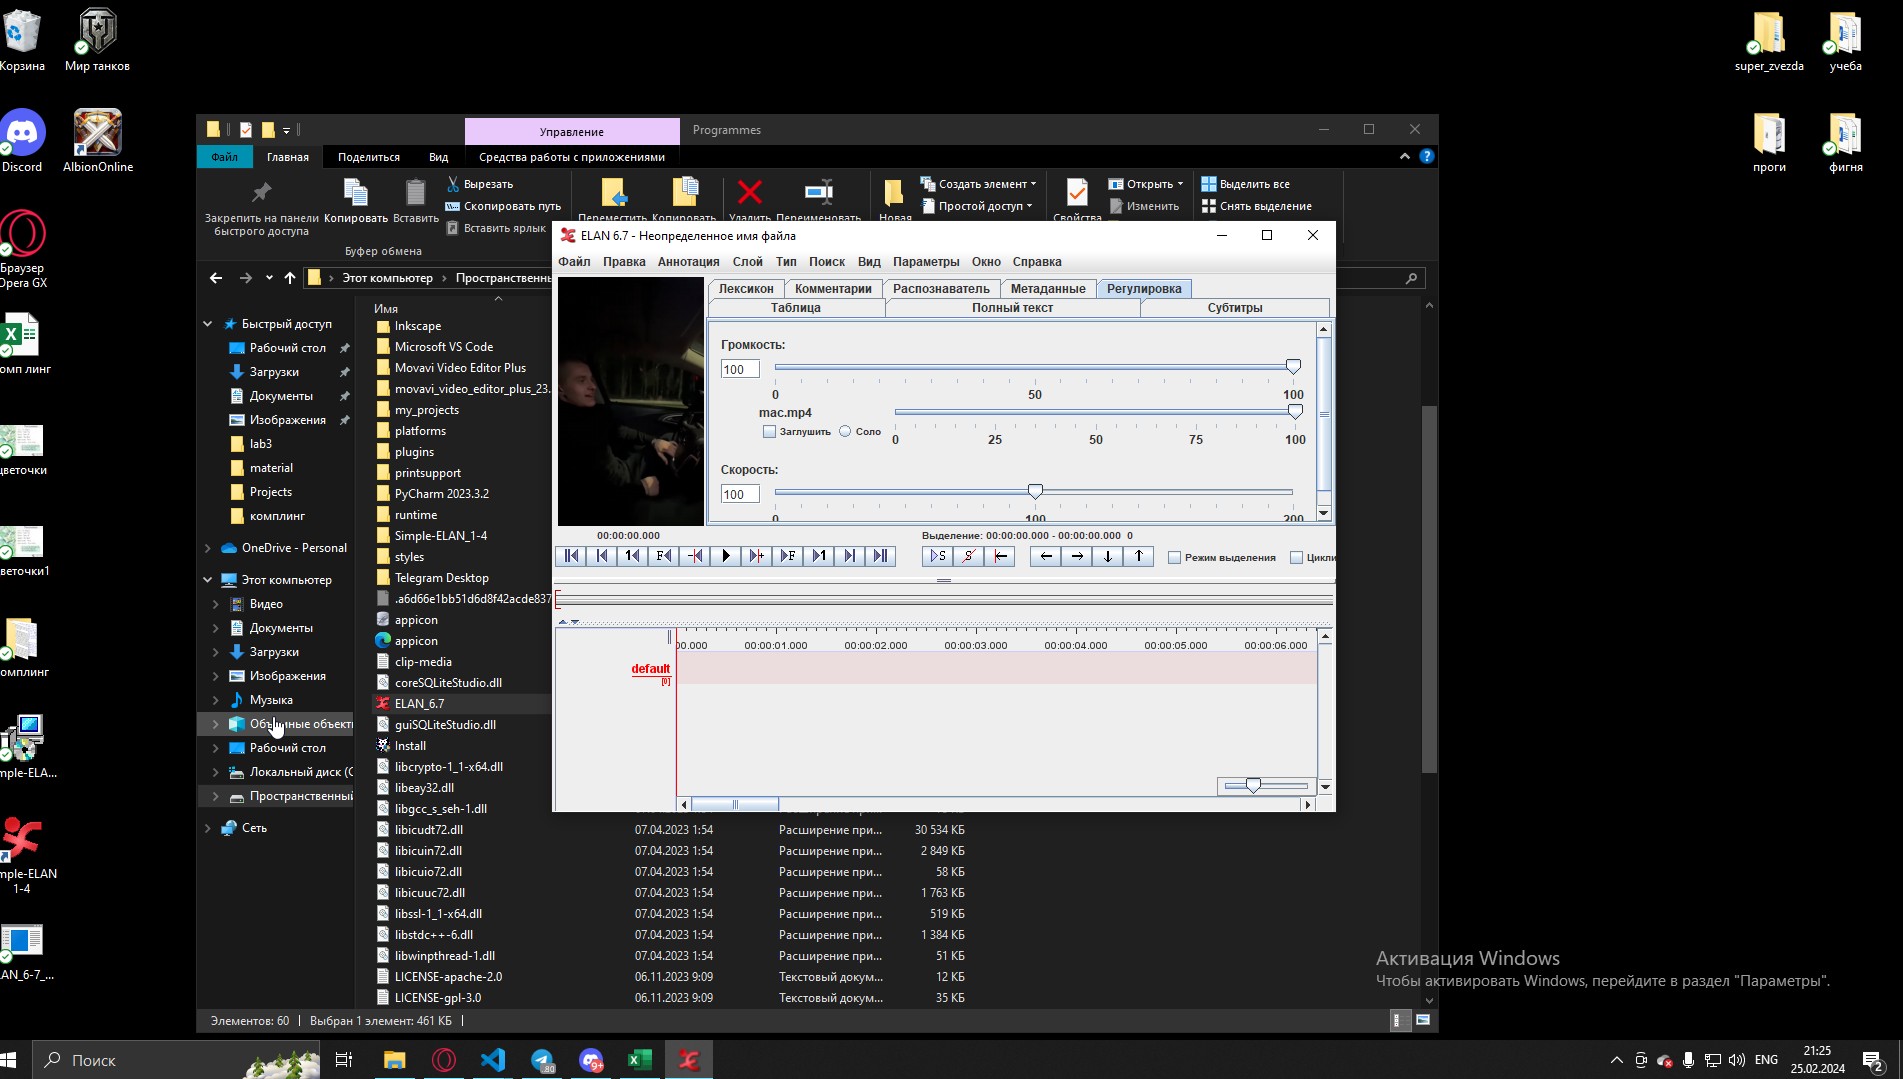 Корзина
Мир танков
super_zvezda
учеба
Discord
AlbionOnline
проги
фигня
Браузер
Opera GX
омп линг
цветочки
веточки1
омплинг
mple-ELA...
mple-ELAN
1-4
LAN_6-7_...
Управление
Programmes
Файл
Главная
Поделиться
Вид
Средства работы с приложениями
Закрепить на панели
быстрого доступа
Копировать
Вставить
Вырезать
Скопировать путь
Вставить ярлык
Буфер обмена
Переместить
Копировать
Удалить
Переименовать
Новая
Создать элемент
Простой доступ
Свойства
Открыть
Изменить
Выделить все
Снять выделение
Этот компьютер
Пространственн
Быстрый доступ
Рабочий стол
Загрузки
Документы
Изображения
lab3
material
Projects
комплинг
OneDrive - Personal
Этот компьютер
Видео
Документы
Загрузки
Изображения
Музыка
Объемные объект
Рабочий стол
Локальный диск (C
Пространственный
Сеть
Имя
Inkscape
Microsoft VS Code
Movavi Video Editor Plus
movavi_video_editor_plus_23.
my_projects
platforms
plugins
printsupport
PyCharm 2023.3.2
runtime
Simple-ELAN_1-4
styles
Telegram Desktop
.a6d66e1bb51d6d8f42acde837
appicon
appicon
clip-media
coreSQLiteStudio.dll
ELAN_6.7
guiSQLiteStudio.dll
Install
libcrypto-1_1-x64.dll
libeay32.dll
libgcc_s_seh-1.dll
libicudt72.dll 07.04.2023 1:54 Расширение при... 30 534 КБ
libicuin72.dll 07.04.2023 1:54 Расширение при... 2 849 КБ
libicuio72.dll 07.04.2023 1:54 Расширение при... 58 КБ
libicuuc72.dll 07.04.2023 1:54 Расширение при... 1 763 КБ
libssl-1_1-x64.dll 07.04.2023 1:54 Расширение при... 519 КБ
libstdc++-6.dll 07.04.2023 1:54 Расширение при... 1 384 КБ
libwinpthread-1.dll 07.04.2023 1:54 Расширение при... 51 КБ
LICENSE-apache-2.0 06.11.2023 9:09 Текстовый докум... 12 КБ
LICENSE-gpl-3.0 06.11.2023 9:09 Текстовый докум... 35 КБ
Элементов: 60
Выбран 1 элемент: 461 КБ
ELAN 6.7 - Неопределенное имя файла
Файл Правка Аннотация Слой Тип Поиск Вид Параметры Окно Справка
Лексикон Комментарии Распознаватель Метаданные Регулировка
Таблица Полный текст Субтитры
Громкость:
100
0 50 100
mac.mp4
Заглушить Соло
0 25 50 75 100
Скорость:
100
0 100 200
00:00:00.000
Выделение: 00:00:00.000 - 00:00:00.000 0
1 F F 1 S S
Режим выделения
Цикли
00.000 00:00:01.000 00:00:02.000 00:00:03.000 00:00:04.000 00:00:05.000 00:00:06.000
default
[0]
Активация Windows
Чтобы активировать Windows, перейдите в раздел "Параметры".
Поиск
80
9+
ENG
21:25
25.02.2024
2